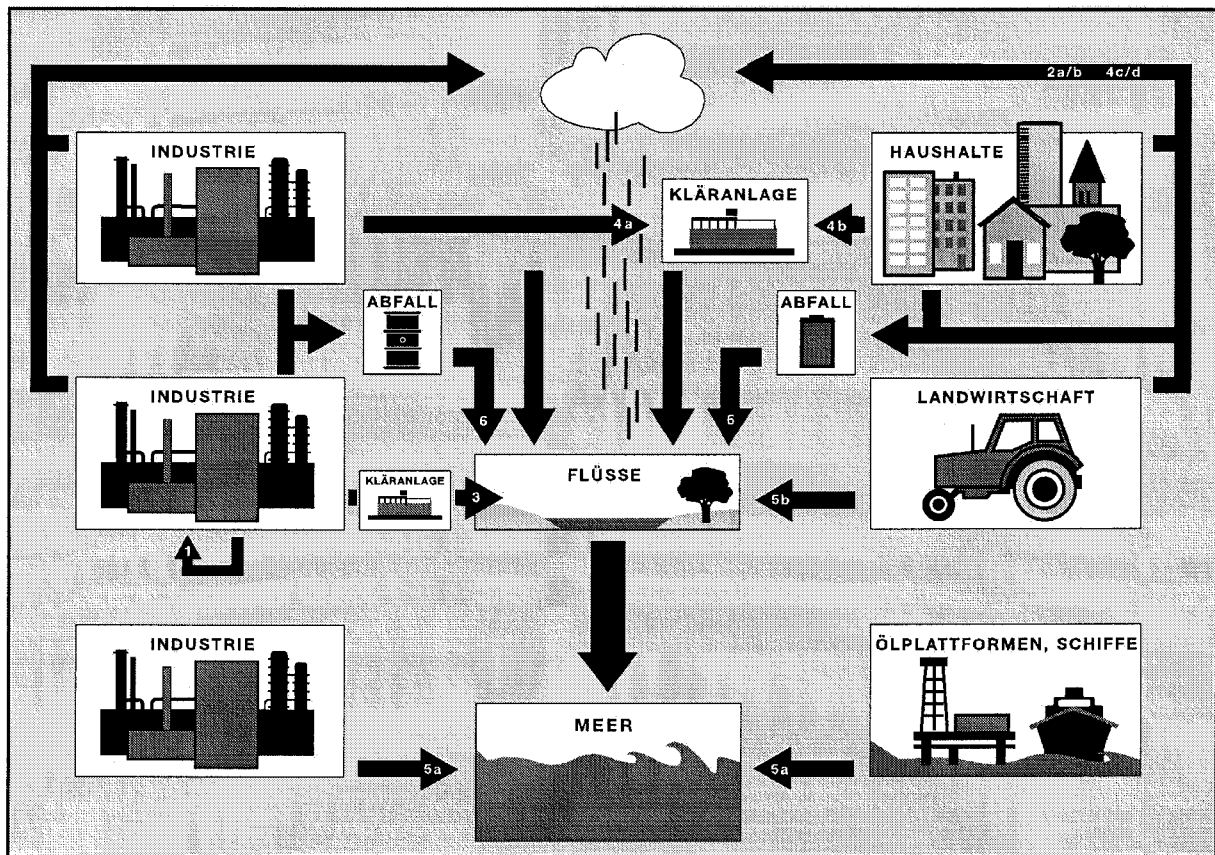 2a/b 4c/d
INDUSTRIE
HAUSHALTE
KLÄRANLAGE
4a
4b
ABFALL
ABFALL
INDUSTRIE
LANDWIRTSCHAFT
6
6
FLÜSSE
KLÄRANLAGE
3
5b
1
INDUSTRIE
ÖLPLATTFORMEN, SCHIFFE
MEER
5a
5a